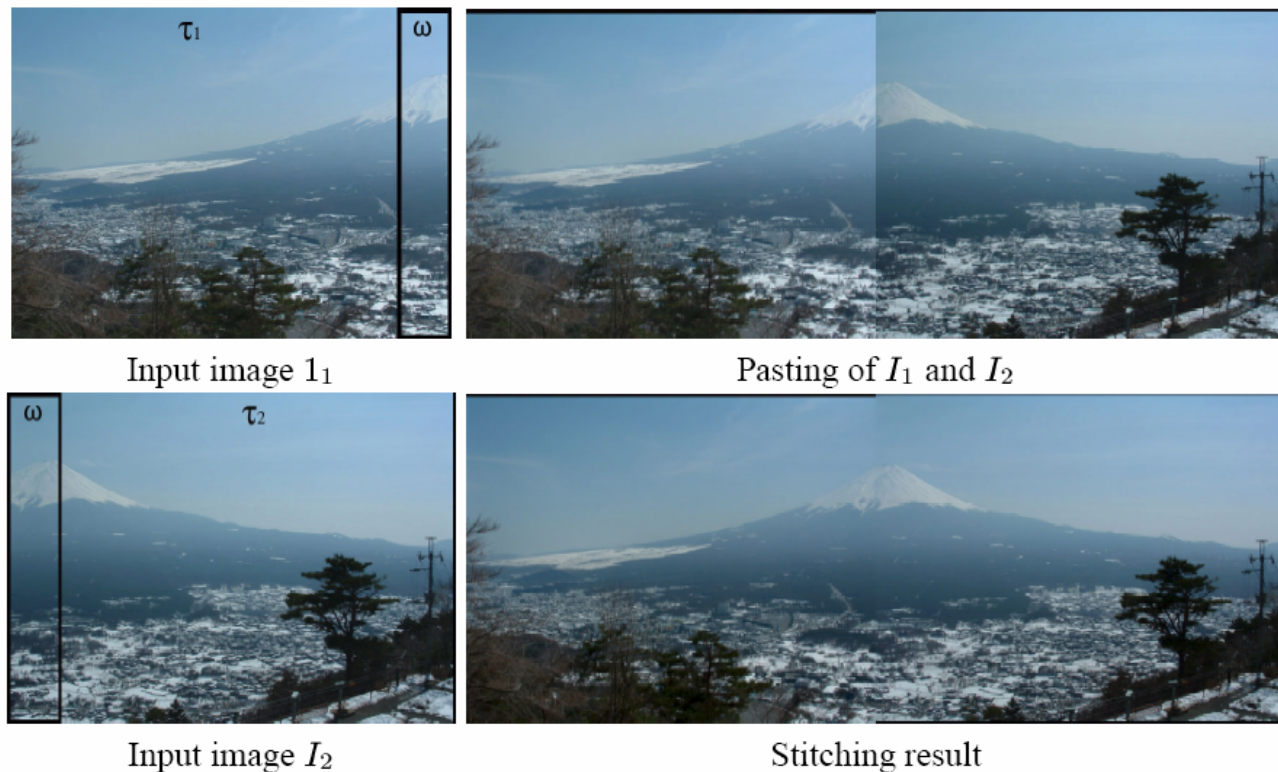 τ₁ ω
Input image 1₁
Pasting of I₁ and I₂
ω τ₂
Input image I₂
Stitching result